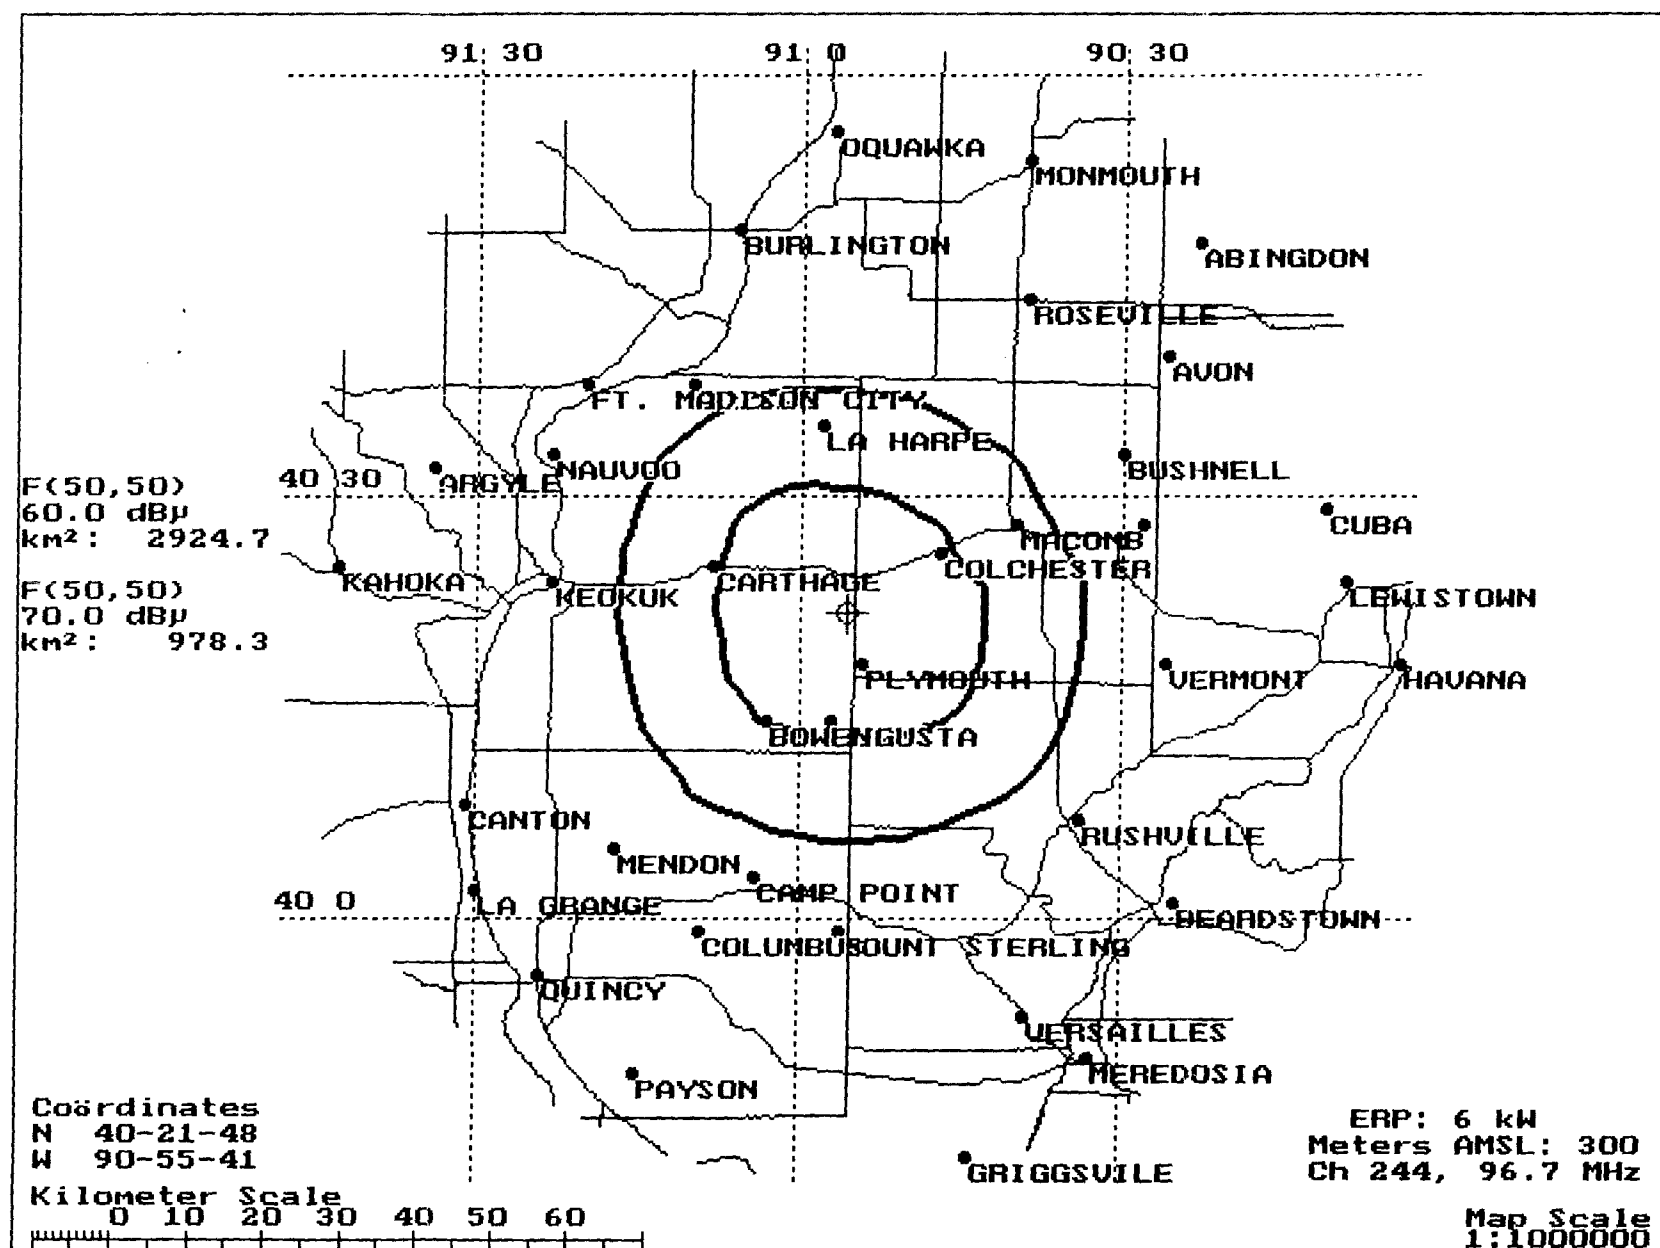 91 30 91 0 90 30
OQUAWKA
MONMOUTH
BURLINGTON
ABINGDON
ROSEVILLE
AVON
FT. MADISON CITY
LA HARPE
NAUVOO
BUSHNELL
ARGYLE
40 30
F(50,50)
60.0 dBµ
km²: 2924.7
CUBA
MACOMB
COLCHESTER
KAHOKA
CARTHAGE
KEOKUK
LEWISTOWN
F(50,50)
70.0 dBµ
km²: 978.3
PLYMOUTH
VERMONT
HAVANA
BOWENGUSTA
CANTON
RUSHVILLE
MENDON
CAMP POINT
40 0
LA GRANGE
BEARDSTOWN
COLUMBUSOUNT STERLING
QUINCY
VERSAILLES
MEREDOSIA
PAYSON
GRIGGSVILE
Coördinates
N 40-21-48
W 90-55-41
Kilometer Scale
0 10 20 30 40 50 60
ERP: 6 kW
Meters AMSL: 300
Ch 244, 96.7 MHz
Map Scale
1:1000000